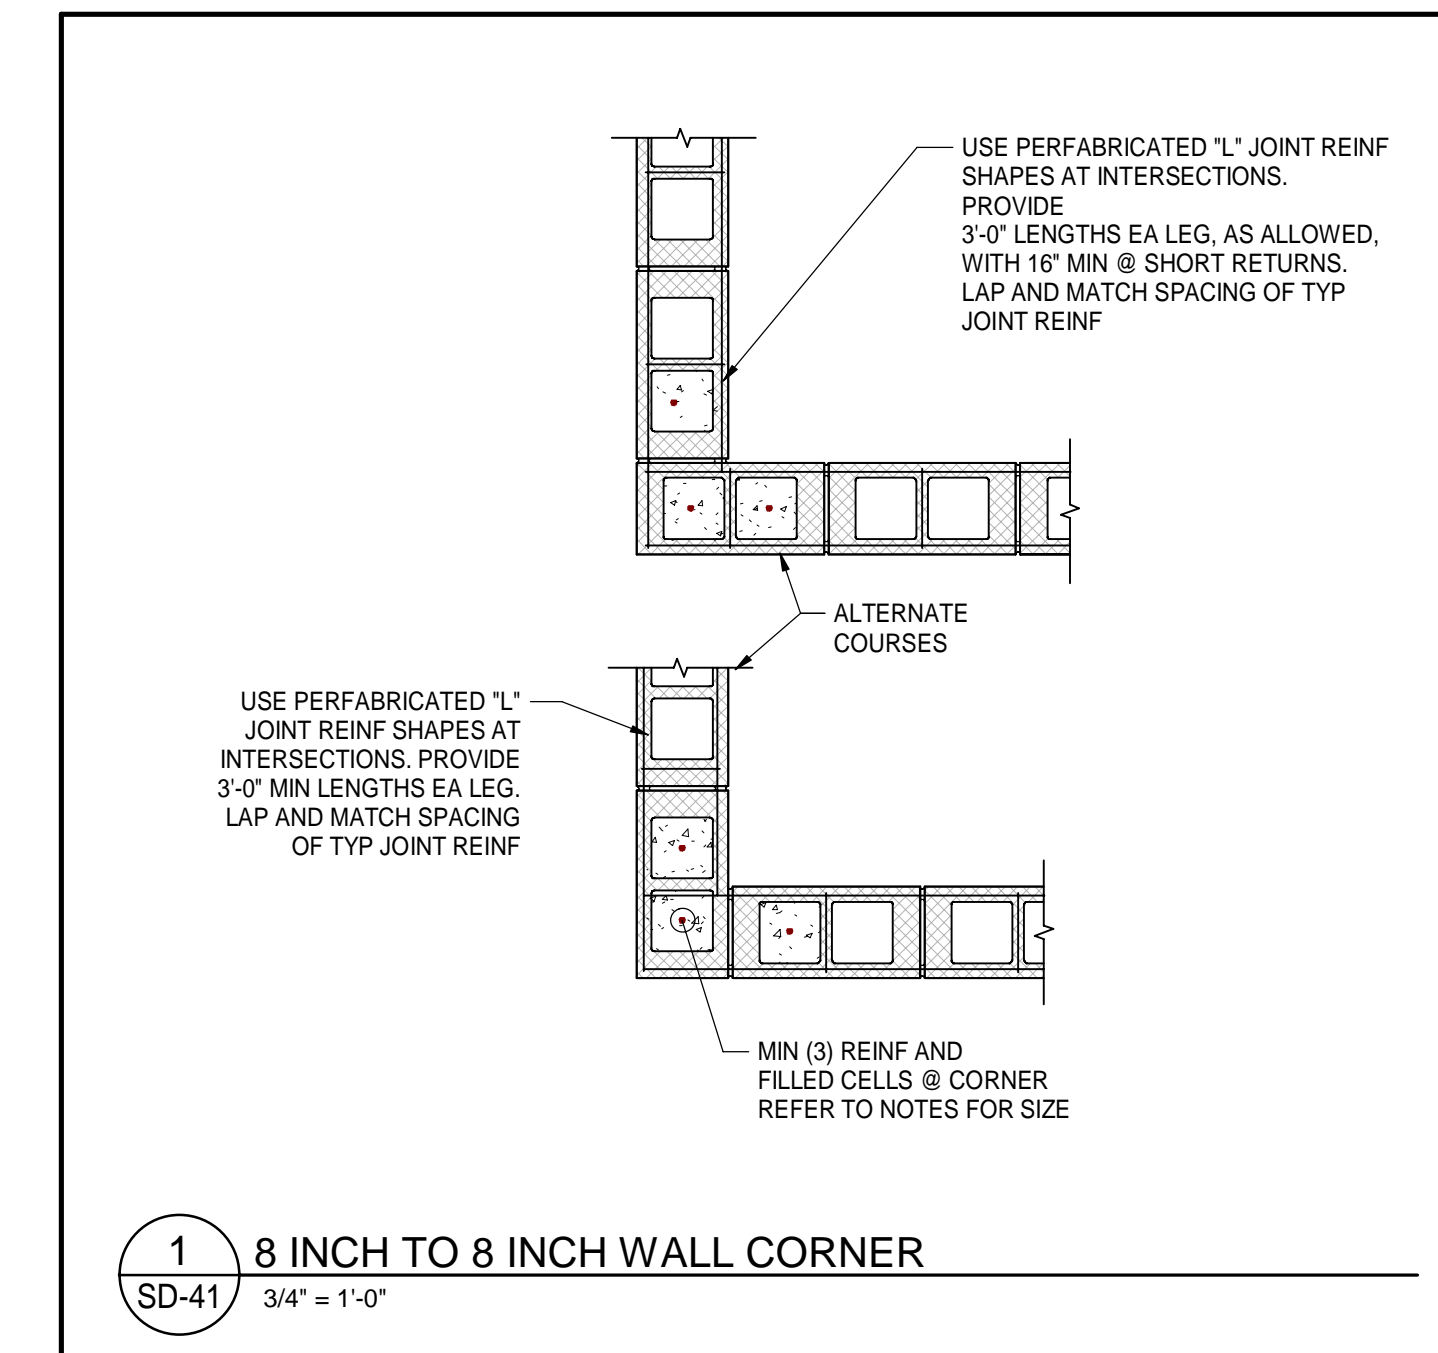 USE PERFABRICATED "L" JOINT REINF
SHAPES AT INTERSECTIONS.
PROVIDE
3'-0" LENGTHS EA LEG, AS ALLOWED,
WITH 16" MIN @ SHORT RETURNS.
LAP AND MATCH SPACING OF TYP
JOINT REINF
ALTERNATE
COURSES
USE PERFABRICATED "L"
JOINT REINF SHAPES AT
INTERSECTIONS. PROVIDE
3'-0" MIN LENGTHS EA LEG.
LAP AND MATCH SPACING
OF TYP JOINT REINF
MIN (3) REINF AND
FILLED CELLS @ CORNER
REFER TO NOTES FOR SIZE
1
8 INCH TO 8 INCH WALL CORNER
SD-41
3/4" = 1'-0"